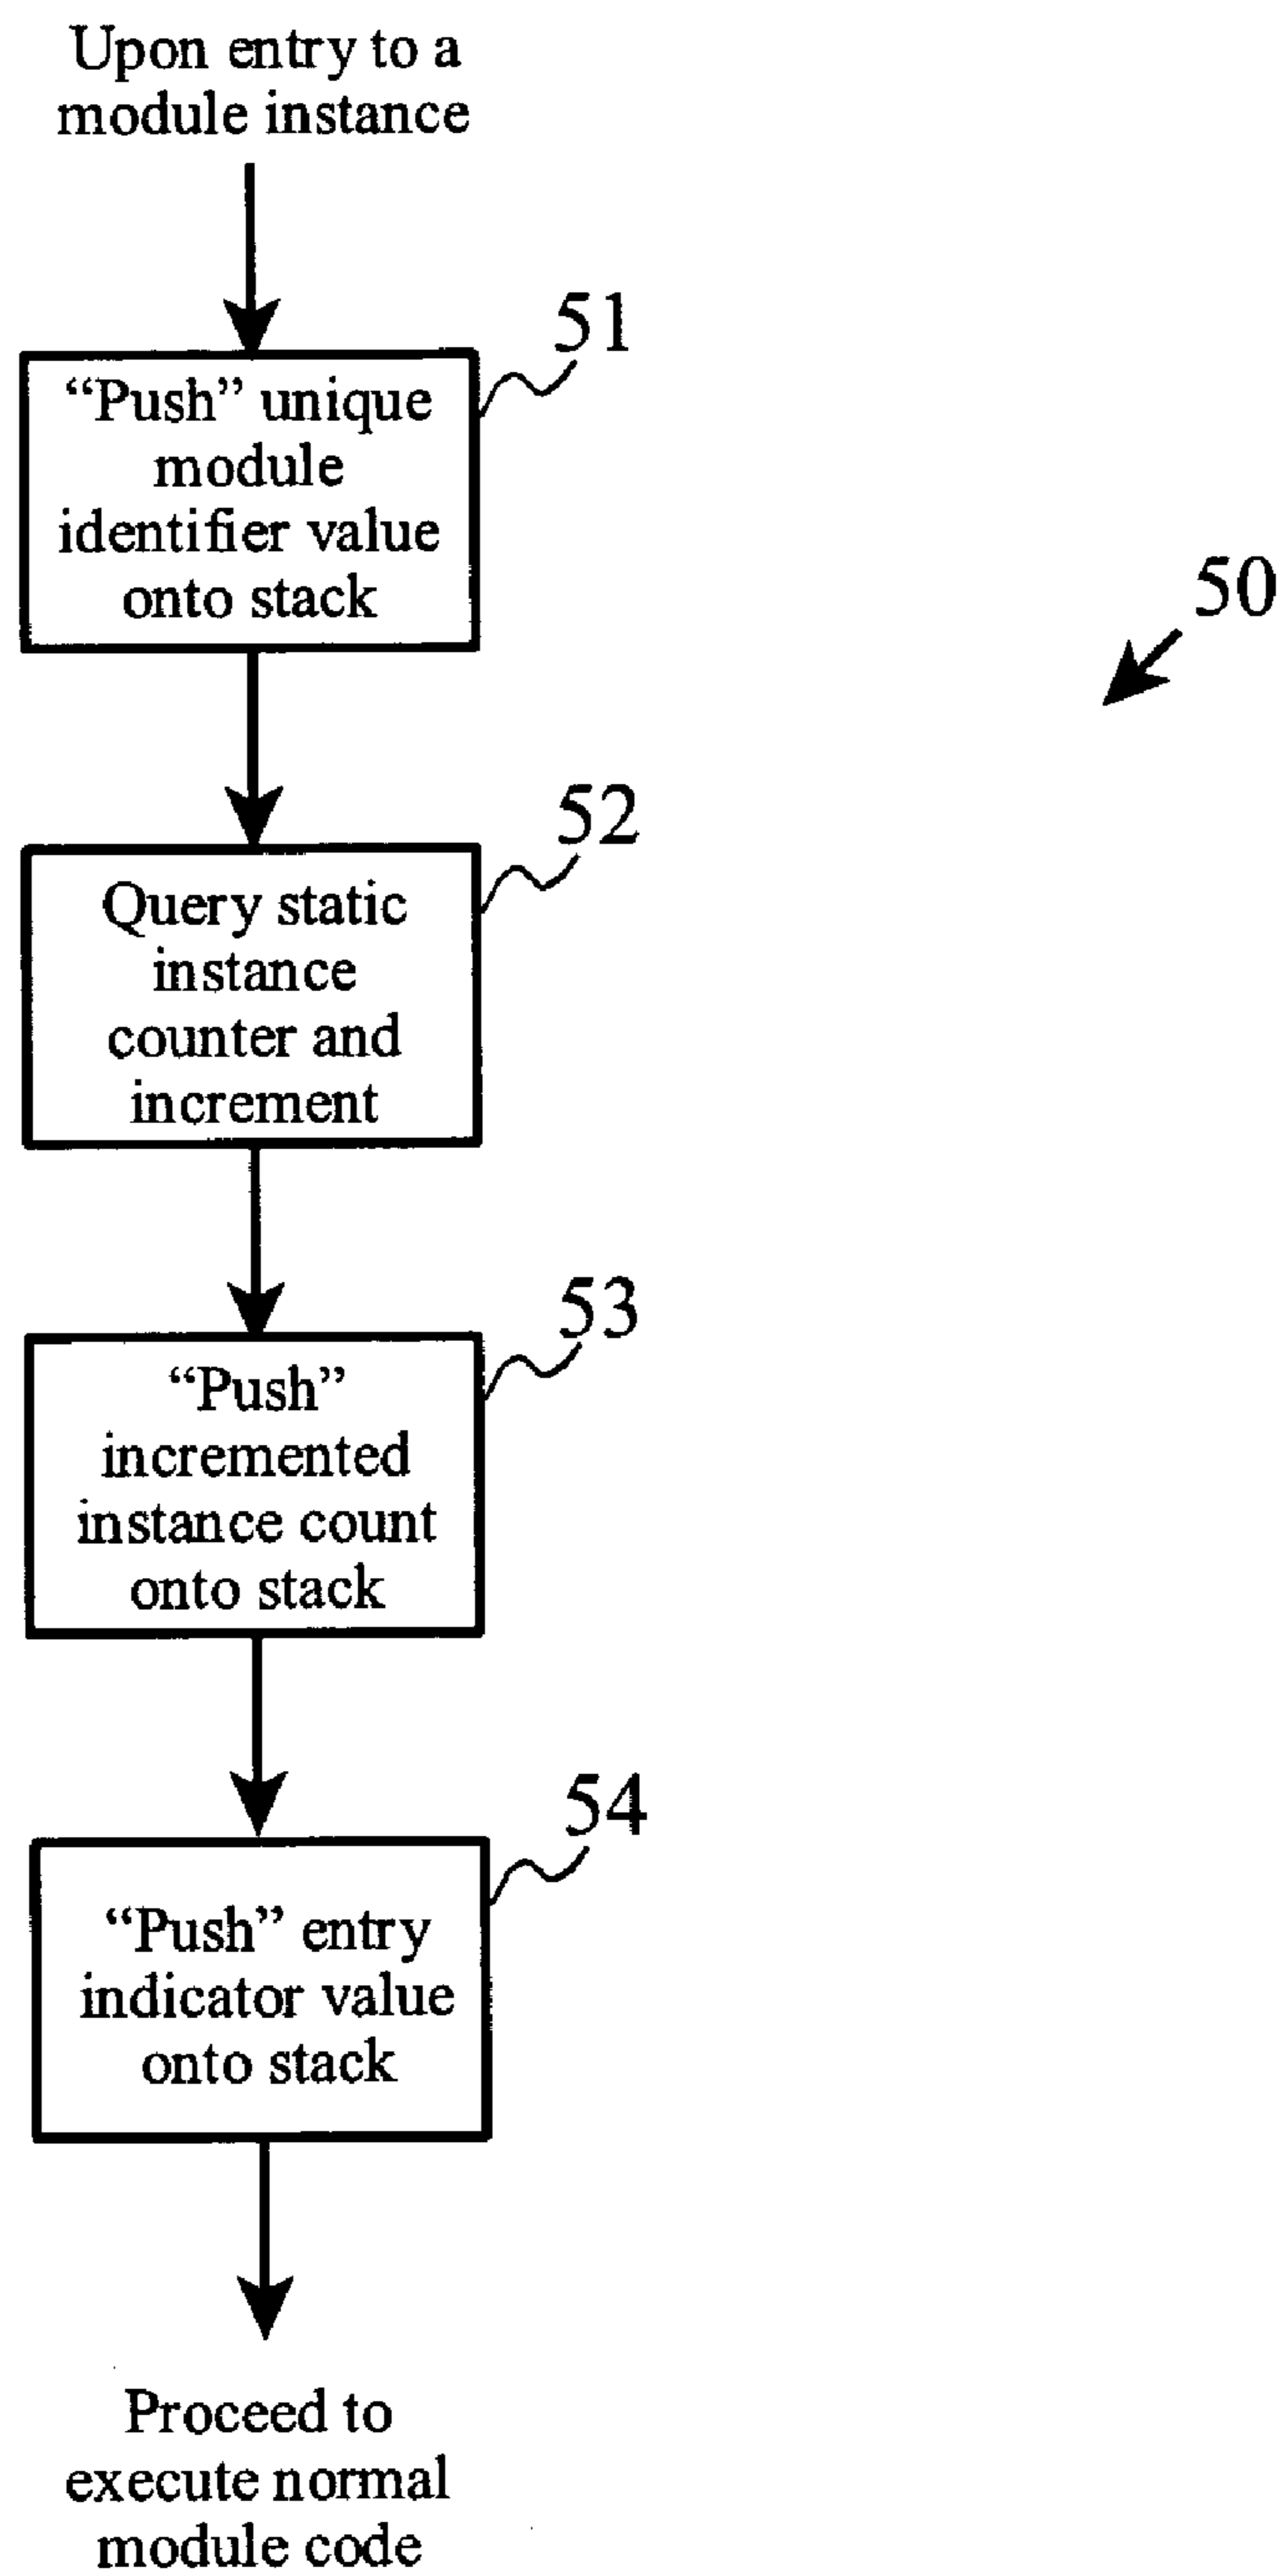 Upon entry to a
module instance
51
“Push” unique
module
identifier value
onto stack
50
52
Query static
instance
counter and
increment
53
“Push”
incremented
instance count
onto stack
54
“Push” entry
indicator value
onto stack
Proceed to
execute normal
module code